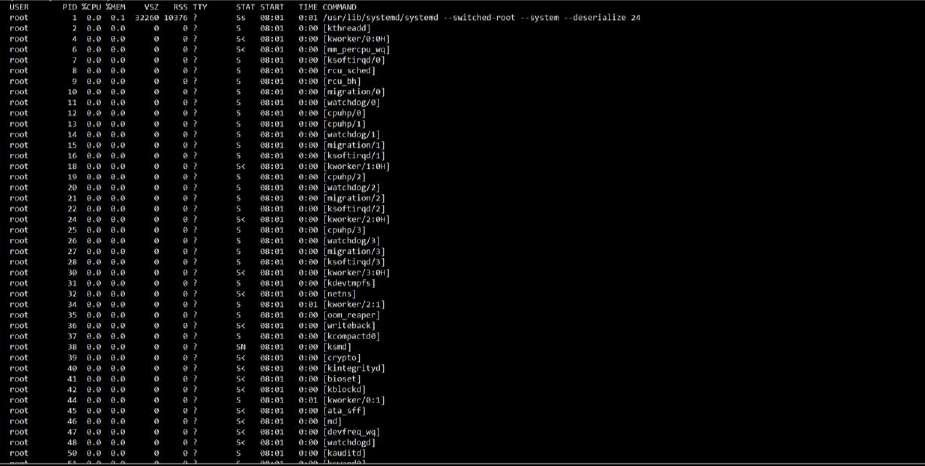 USER PID %CPU %MEM VSZ RSS TTY STAT START TIME COMMAND
root 1 0.0 0.1 32260 10376 ? Ss 08:01 0:01 /usr/lib/systemd/systemd --switched-root --system --deserialize 24
root 2 0.0 0.0 0 0 ? S 08:01 0:00 [kthreadd]
root 4 0.0 0.0 0 0 ? S< 08:01 0:00 [kworker/0:0H]
root 6 0.0 0.0 0 0 ? S< 08:01 0:00 [mm_percpu_wq]
root 7 0.0 0.0 0 0 ? S 08:01 0:00 [ksoftirqd/0]
root 8 0.0 0.0 0 0 ? S 08:01 0:00 [rcu_sched]
root 9 0.0 0.0 0 0 ? S 08:01 0:00 [rcu_bh]
root 10 0.0 0.0 0 0 ? S 08:01 0:00 [migration/0]
root 11 0.0 0.0 0 0 ? S 08:01 0:00 [watchdog/0]
root 12 0.0 0.0 0 0 ? S 08:01 0:00 [cpuhp/0]
root 13 0.0 0.0 0 0 ? S 08:01 0:00 [cpuhp/1]
root 14 0.0 0.0 0 0 ? S 08:01 0:00 [watchdog/1]
root 15 0.0 0.0 0 0 ? S 08:01 0:00 [migration/1]
root 16 0.0 0.0 0 0 ? S 08:01 0:00 [ksoftirqd/1]
root 18 0.0 0.0 0 0 ? S< 08:01 0:00 [kworker/1:0H]
root 19 0.0 0.0 0 0 ? S 08:01 0:00 [cpuhp/2]
root 20 0.0 0.0 0 0 ? S 08:01 0:00 [watchdog/2]
root 21 0.0 0.0 0 0 ? S 08:01 0:00 [migration/2]
root 22 0.0 0.0 0 0 ? S 08:01 0:00 [ksoftirqd/2]
root 24 0.0 0.0 0 0 ? S< 08:01 0:00 [kworker/2:0H]
root 25 0.0 0.0 0 0 ? S 08:01 0:00 [cpuhp/3]
root 26 0.0 0.0 0 0 ? S 08:01 0:00 [watchdog/3]
root 27 0.0 0.0 0 0 ? S 08:01 0:00 [migration/3]
root 28 0.0 0.0 0 0 ? S 08:01 0:00 [ksoftirqd/3]
root 30 0.0 0.0 0 0 ? S< 08:01 0:00 [kworker/3:0H]
root 31 0.0 0.0 0 0 ? S 08:01 0:00 [kdevtmpfs]
root 32 0.0 0.0 0 0 ? S< 08:01 0:00 [netns]
root 34 0.0 0.0 0 0 ? S 08:01 0:01 [kworker/2:1]
root 35 0.0 0.0 0 0 ? S 08:01 0:00 [oom_reaper]
root 36 0.0 0.0 0 0 ? S< 08:01 0:00 [writeback]
root 37 0.0 0.0 0 0 ? S 08:01 0:00 [kcompactd0]
root 38 0.0 0.0 0 0 ? SN 08:01 0:00 [ksmd]
root 39 0.0 0.0 0 0 ? S< 08:01 0:00 [crypto]
root 40 0.0 0.0 0 0 ? S< 08:01 0:00 [kintegrityd]
root 41 0.0 0.0 0 0 ? S< 08:01 0:00 [bioset]
root 42 0.0 0.0 0 0 ? S< 08:01 0:00 [kblockd]
root 44 0.0 0.0 0 0 ? S 08:01 0:01 [kworker/0:1]
root 45 0.0 0.0 0 0 ? S< 08:01 0:00 [ata_sff]
root 46 0.0 0.0 0 0 ? S< 08:01 0:00 [md]
root 47 0.0 0.0 0 0 ? S< 08:01 0:00 [devfreq_wq]
root 48 0.0 0.0 0 0 ? S< 08:01 0:00 [watchdogd]
root 50 0.0 0.0 0 0 ? S 08:01 0:00 [kauditd]